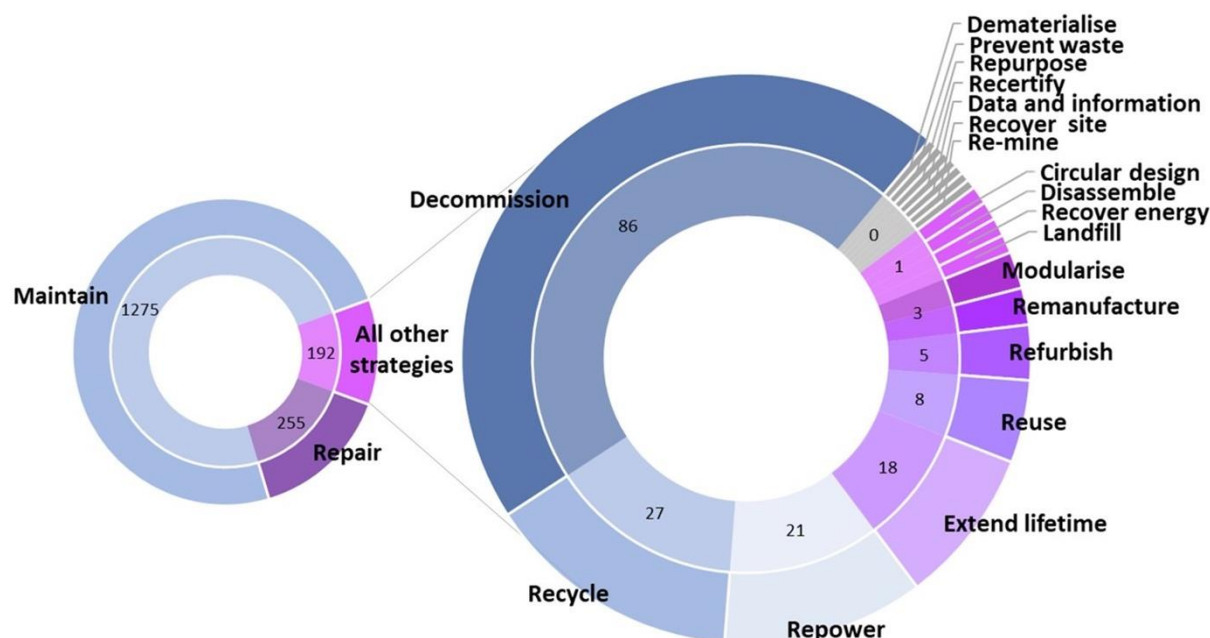 Dematerialise
Prevent waste
Repurpose
Recertify
Data and information
Recover site
Re-mine
Circular design
Disassemble
Recover energy
Landfill
Modularise
Remanufacture
Refurbish
Reuse
Extend lifetime
Repower
Recycle
Decommission
86
0
1
3
5
8
18
21
27
Maintain
1275
All other
strategies
192
255
Repair